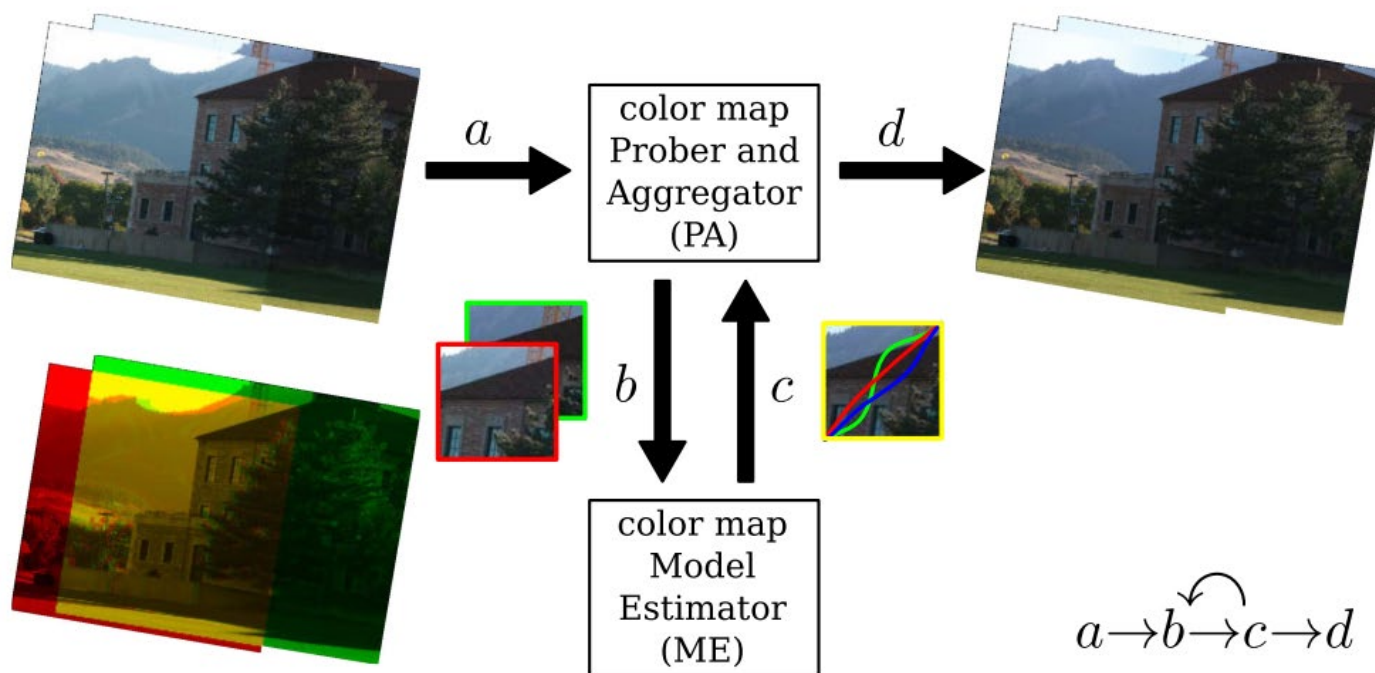 a
color map
Prober and
Aggregator
(PA)
d
b
c
color map
Model
Estimator
(ME)
a→b→c→d